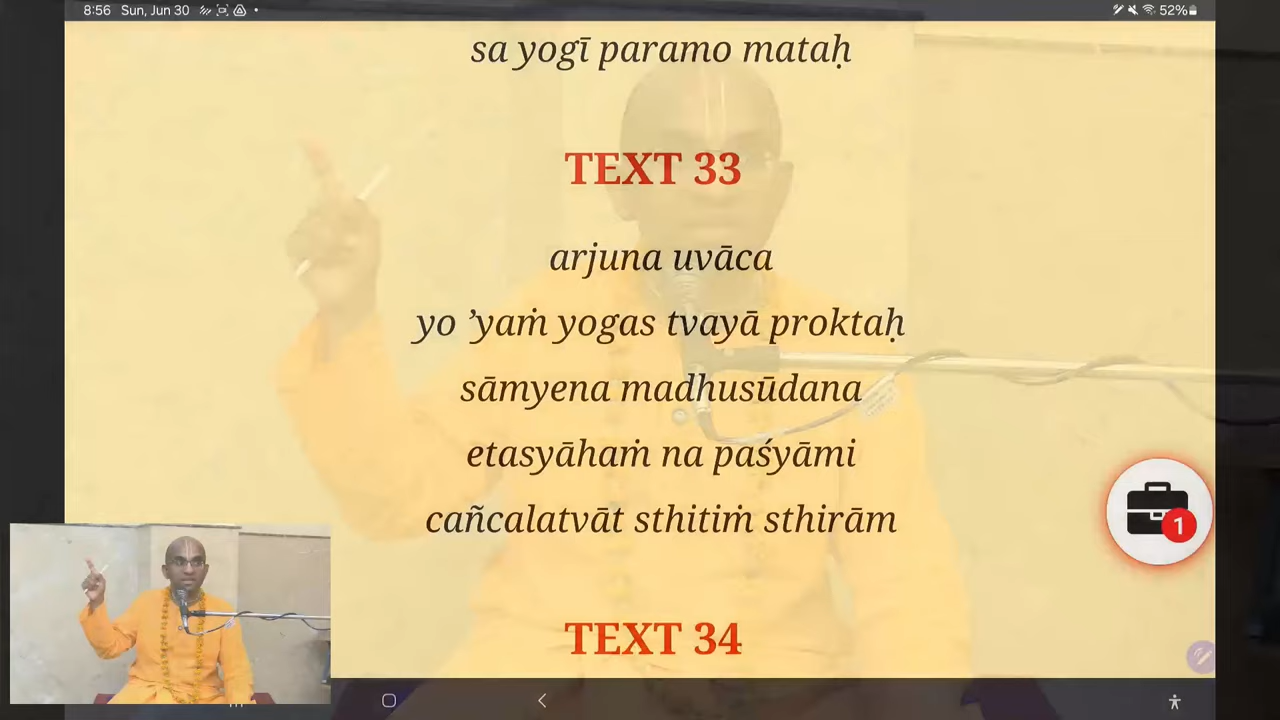 8:56 Sun, Jun 30
52%
sa yogī paramo mataḥ
TEXT 33
arjuna uvāca
yo ’yaṁ yogas tvayā proktaḥ
sāmyena madhusūdana
etasyāhaṁ na paśyāmi
cañcalatvāt sthitiṁ sthirām
1
TEXT 34